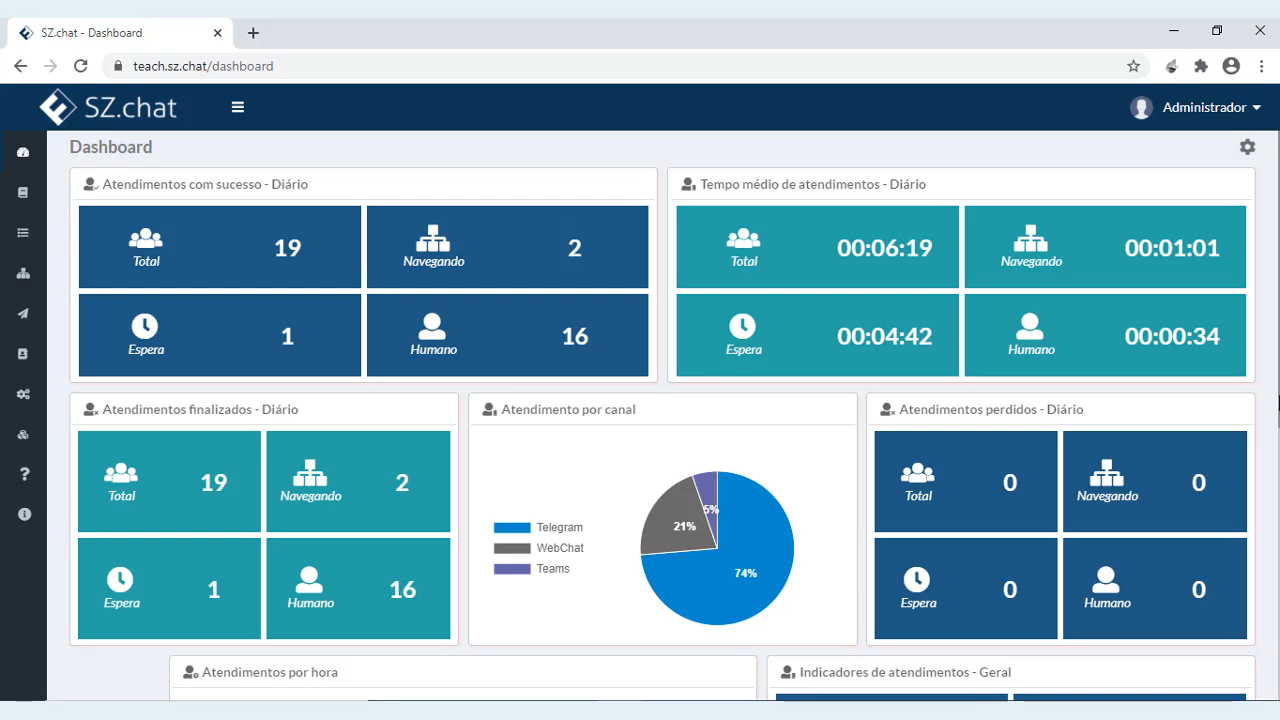 SZ.chat - Dashboard
teach.sz.chat/dashboard
SZ.chat
Administrador
Dashboard
Atendimentos com sucesso - Diário
Total
19
Navegando
2
Espera
1
Humano
16
Tempo médio de atendimentos - Diário
Total
00:06:19
Navegando
00:01:01
Espera
00:04:42
Humano
00:00:34
Atendimentos finalizados - Diário
Total
19
Navegando
2
Espera
1
Humano
16
Atendimento por canal
Telegram
WebChat
Teams
5%
21%
74%
Atendimentos perdidos - Diário
Total
0
Navegando
0
Espera
0
Humano
0
Atendimentos por hora
Indicadores de atendimentos - Geral